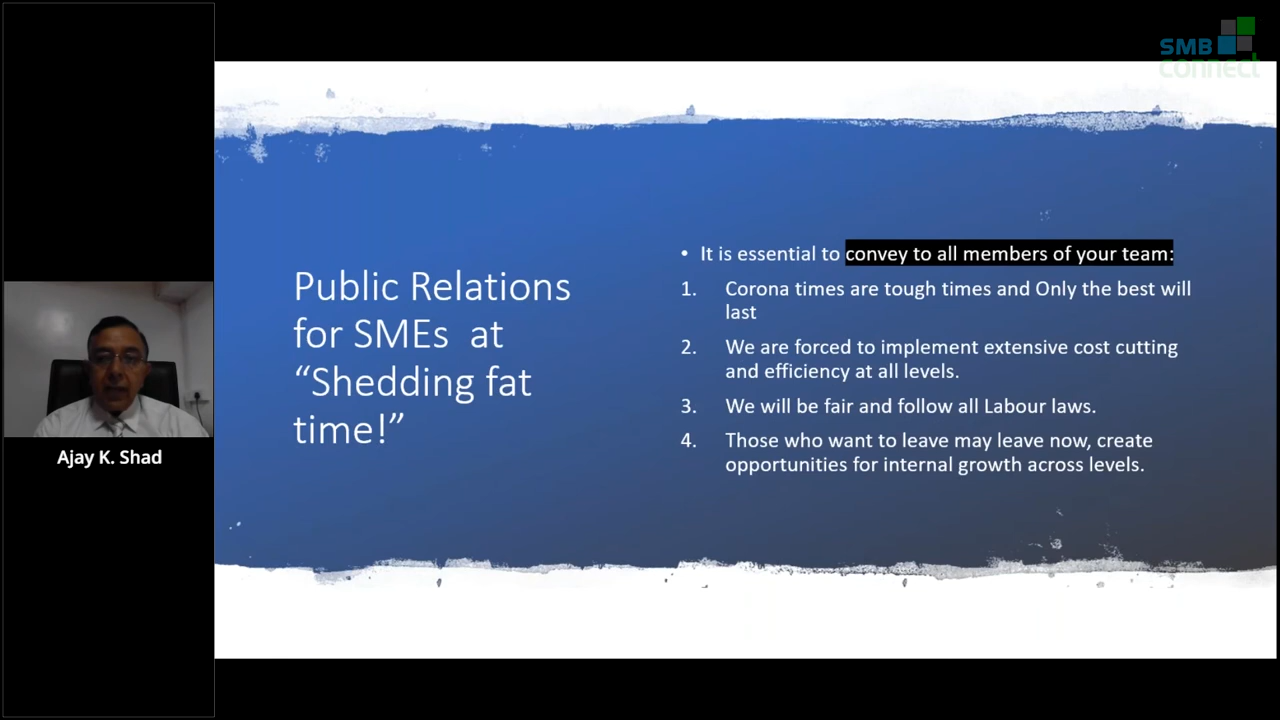 SMB
connect
Public Relations
for SMEs at
“Shedding fat
time!”
• It is essential to convey to all members of your team:
1. Corona times are tough times and Only the best will
last
2. We are forced to implement extensive cost cutting
and efficiency at all levels.
3. We will be fair and follow all Labour laws.
4. Those who want to leave may leave now, create
opportunities for internal growth across levels.
Ajay K. Shad